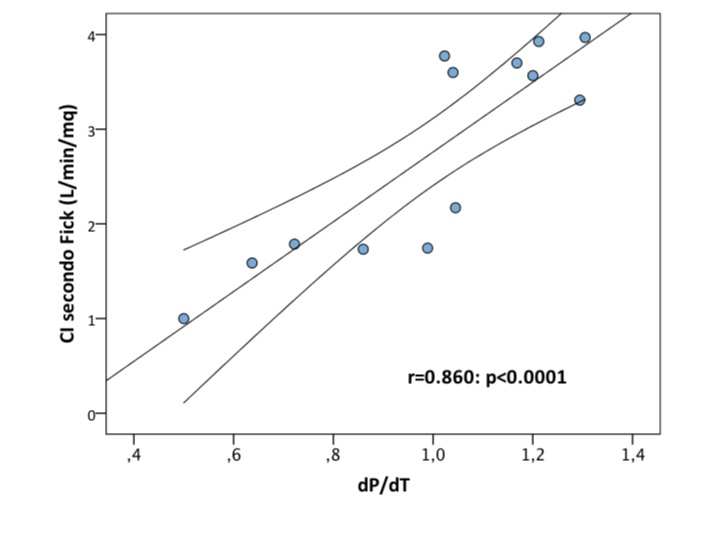 CI secondo Fick (L/min/mq)
4
3
2
1
0
r=0.860: p<0.0001
,4 ,6 ,8 1,0 1,2 1,4
dP/dT